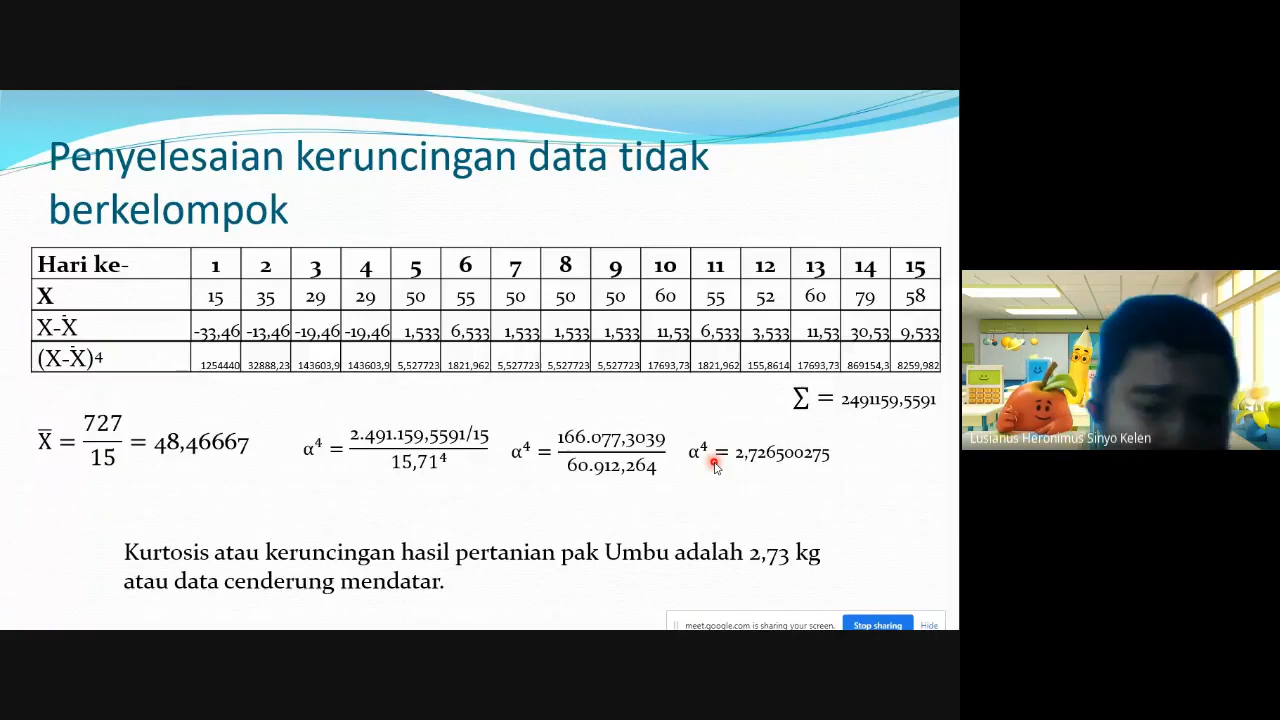 Penyelesaian keruncingan data tidak
berkelompok
Hari ke- 1 2 3 4 5 6 7 8 9 10 11 12 13 14 15
X 15 35 29 29 50 55 50 50 50 60 55 52 60 79 58
X-Ẋ -33,46 -13,46 -19,46 -19,46 1,533 6,533 1,533 1,533 1,533 11,53 6,533 3,533 11,53 30,53 9,533
(X-Ẋ)⁴ 1254440 32888,23 143603,9 143603,9 5,527723 1821,962 5,527723 5,527723 5,527723 17693,73 1821,962 155,8614 17693,73 869154,3 8259,982
∑ = 2491159,5591
X̅ = 727/15 = 48,46667
α⁴ = 2.491.159,5591/15 / 15,71⁴
α⁴ = 166.077,3039 / 60.912,264
α⁴ = 2,726500275
Kurtosis atau keruncingan hasil pertanian pak Umbu adalah 2,73 kg
atau data cenderung mendatar.
meet.google.com is sharing your screen. Stop sharing Hide
Lusianus Heronimus Sinyo Kelen